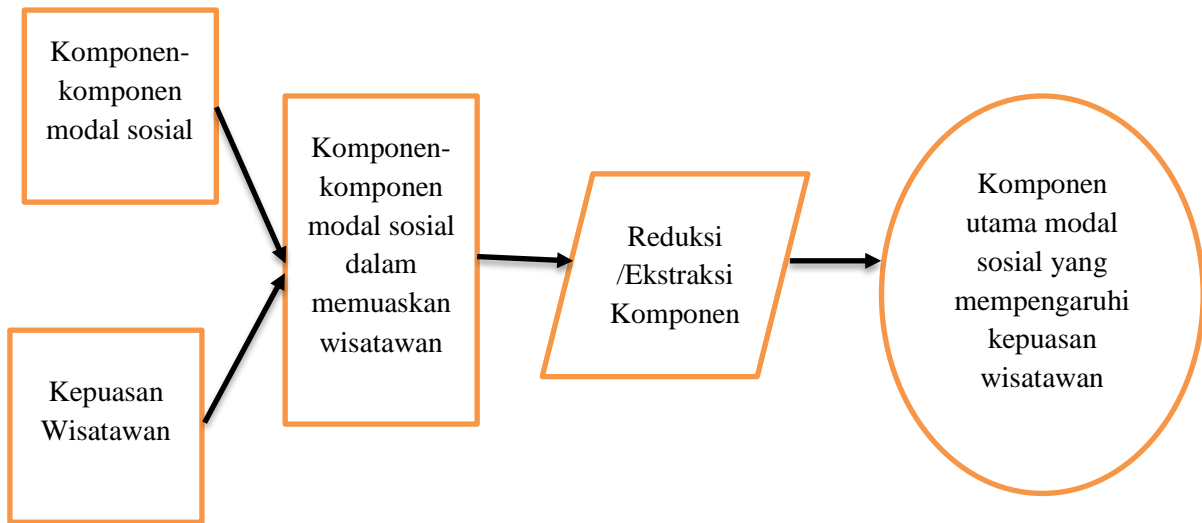 Komponen-
komponen
modal sosial
Kepuasan
Wisatawan
Komponen-
komponen
modal sosial
dalam
memuaskan
wisatawan
Reduksi
/Ekstraksi
Komponen
Komponen
utama modal
sosial yang
mempengaruhi
kepuasan
wisatawan